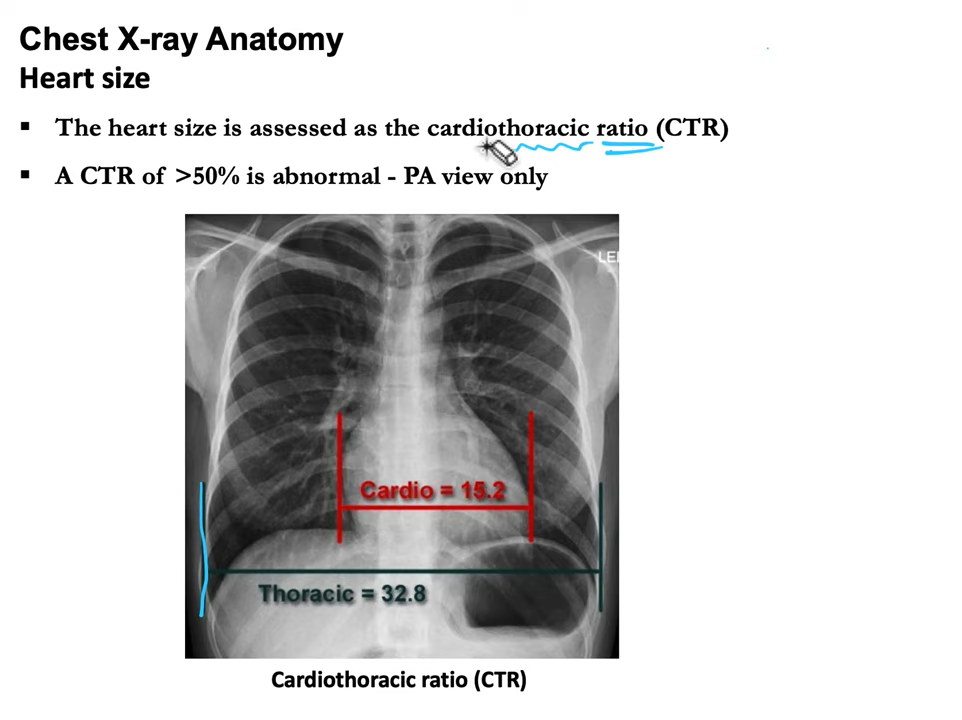 Chest X-ray Anatomy
Heart size
▪ The heart size is assessed as the cardiothoracic ratio (CTR)
▪ A CTR of >50% is abnormal - PA view only
LE
Cardio = 15.2
Thoracic = 32.8
Cardiothoracic ratio (CTR)